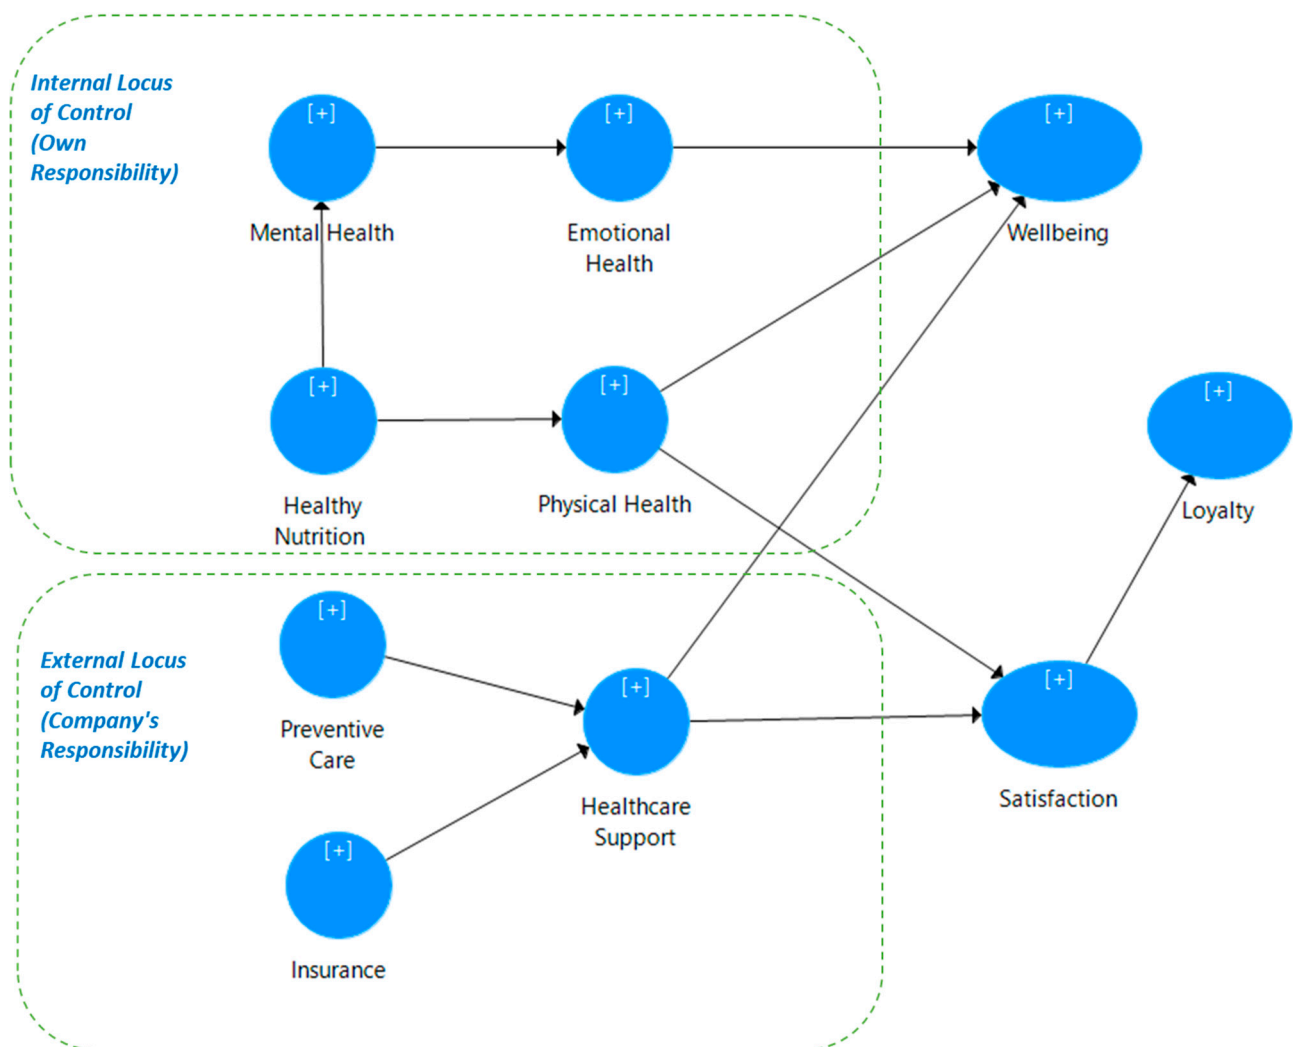 Internal Locus
of Control
(Own
Responsibility)
[+]
[+]
[+]
Mental Health
Emotional
Health
Wellbeing
[+]
[+]
[+]
Healthy
Nutrition
Physical Health
Loyalty
External Locus
of Control
(Company's
Responsibility)
[+]
Preventive
Care
[+]
Healthcare
Support
[+]
Satisfaction
[+]
Insurance